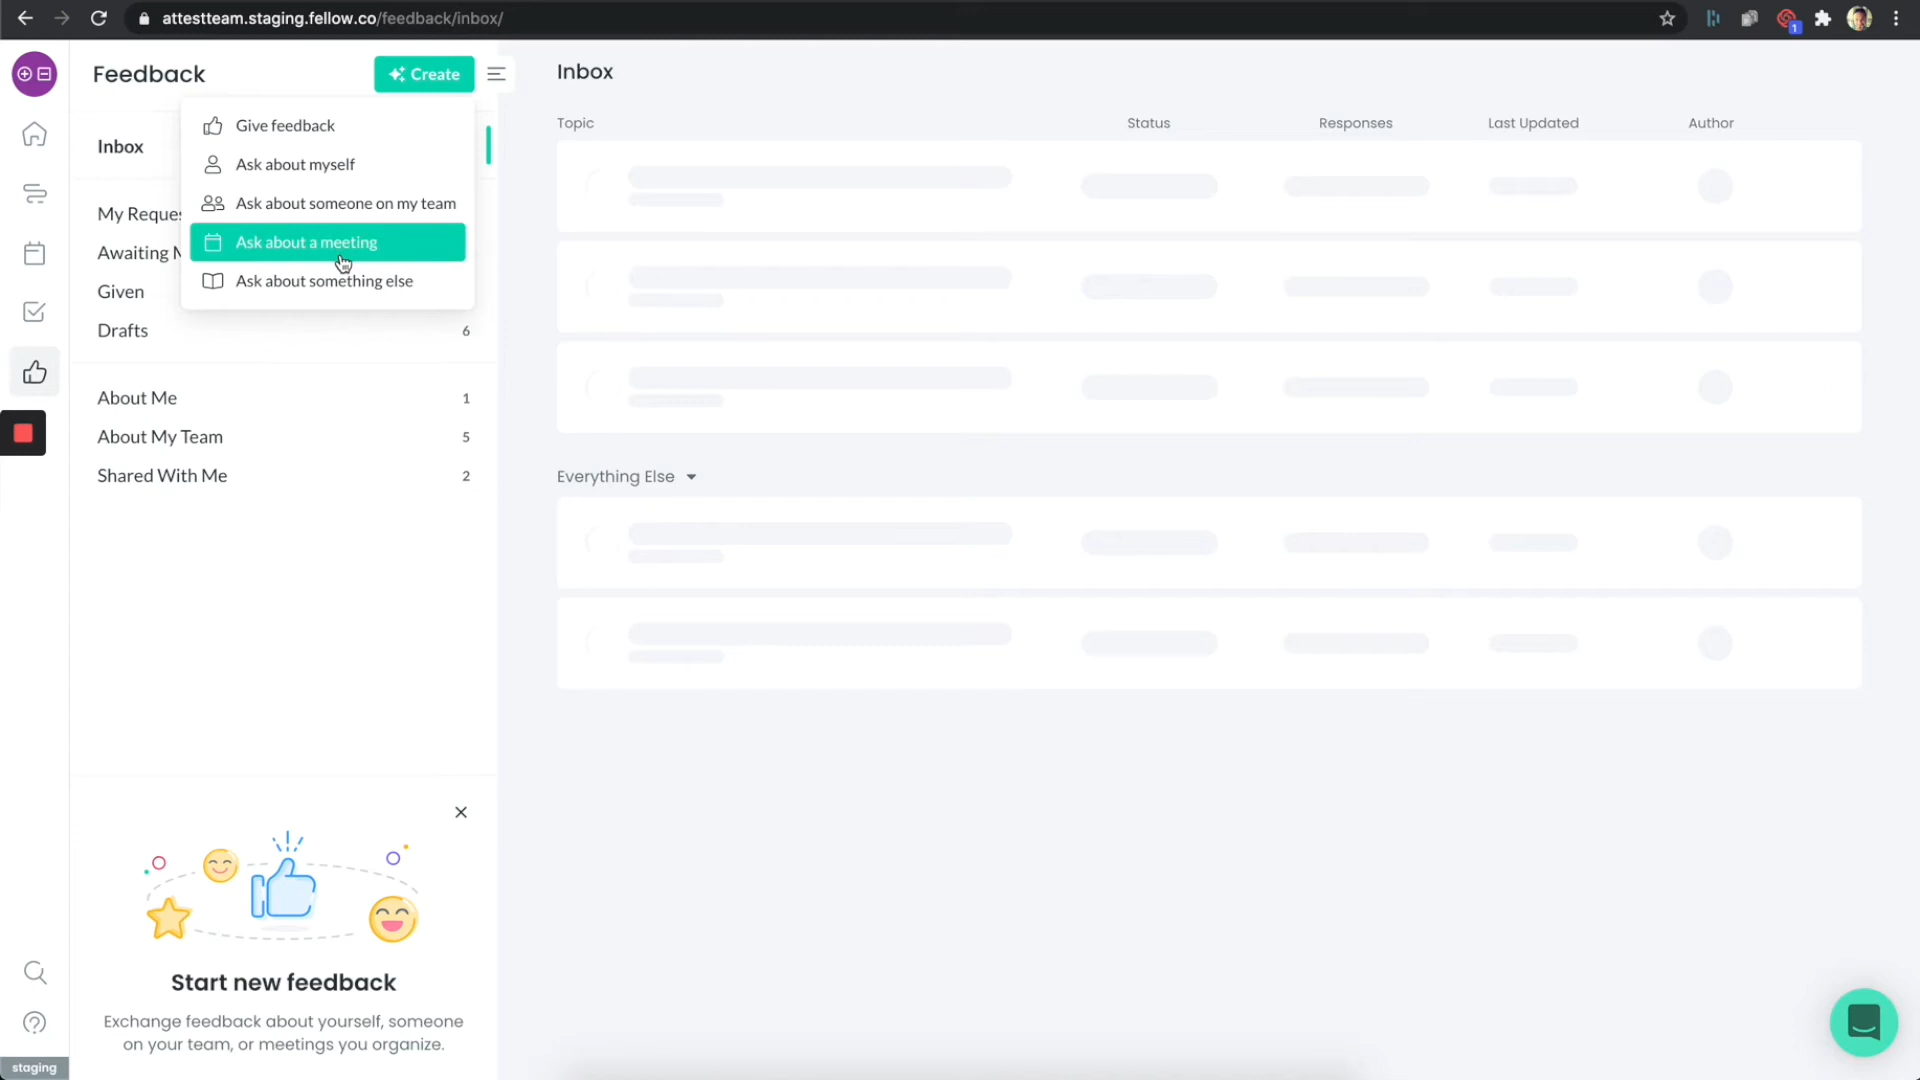 attestteam.staging.fellow.co/feedback/inbox/
1
Feedback
Create
Give feedback
Ask about myself
Ask about someone on my team
Ask about a meeting
Ask about something else
Inbox
My Reques
Awaiting M
Given
Drafts 6
About Me 1
About My Team 5
Shared With Me 2
Start new feedback
Exchange feedback about yourself, someone
on your team, or meetings you organize.
staging
Inbox
Topic Status Responses Last Updated Author
Everything Else